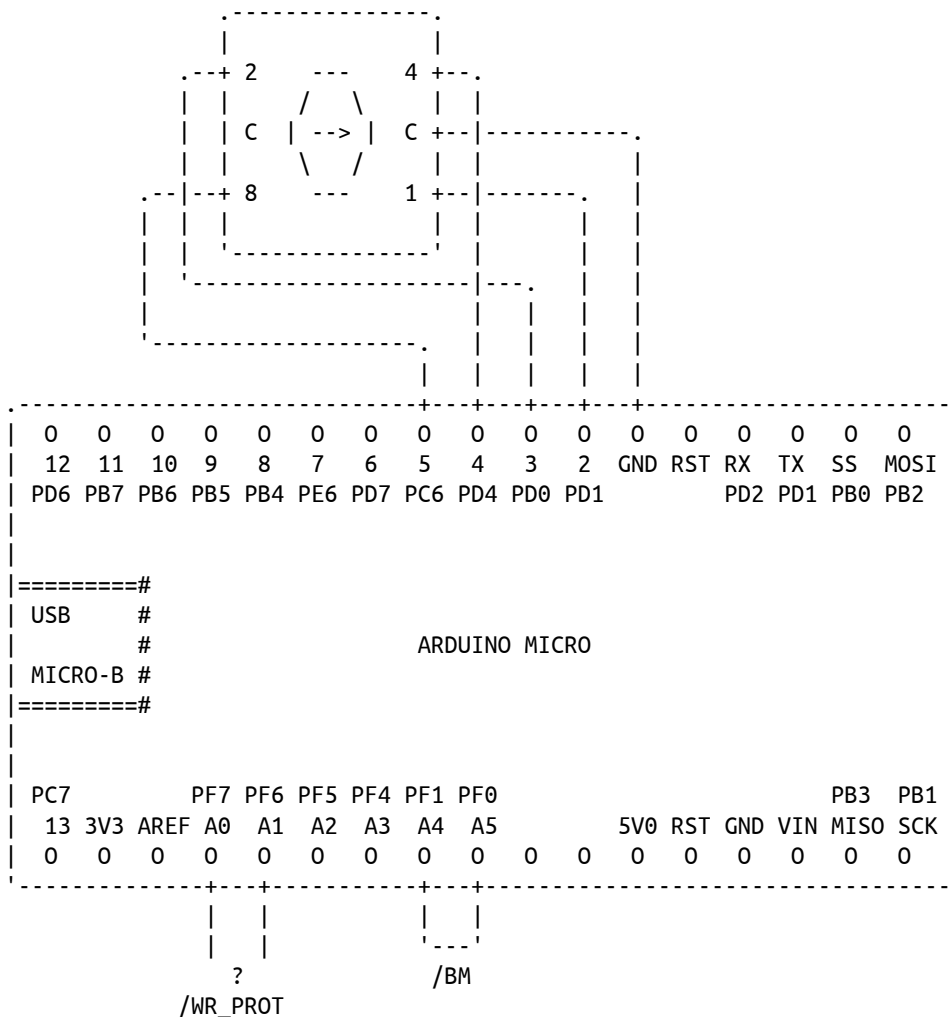 2 4
C --> C
8 1
O O O O O O O O O O O O O O O O O
12 11 10 9 8 7 6 5 4 3 2 GND RST RX TX SS MOSI
PD6 PB7 PB6 PB5 PB4 PE6 PD7 PC6 PD4 PD0 PD1 PD2 PD1 PB0 PB2
USB
ARDUINO MICRO
MICRO-B
PC7 PF7 PF6 PF5 PF4 PF1 PF0 PB3 PB1
13 3V3 AREF A0 A1 A2 A3 A4 A5 5V0 RST GND VIN MISO SCK
O O O O O O O O O O O O O O O O O
? /BM
/WR_PROT